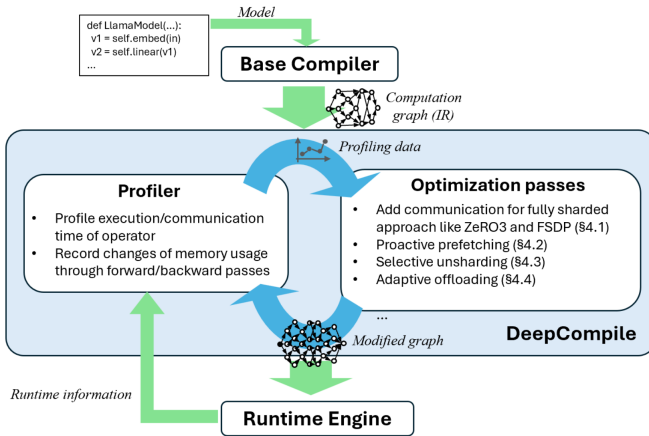 def LlamaModel(...):
v1 = self.embed(in)
v2 = self.linear(v1)
...
Model
Base Compiler
Computation
graph (IR)
Profiling data
Profiler
• Profile execution/communication
time of operator
• Record changes of memory usage
through forward/backward passes
Optimization passes
• Add communication for fully sharded
approach like ZeRO3 and FSDP (§4.1)
• Proactive prefetching (§4.2)
• Selective unsharding (§4.3)
• Adaptive offloading (§4.4)
...
Modified graph
DeepCompile
Runtime information
Runtime Engine